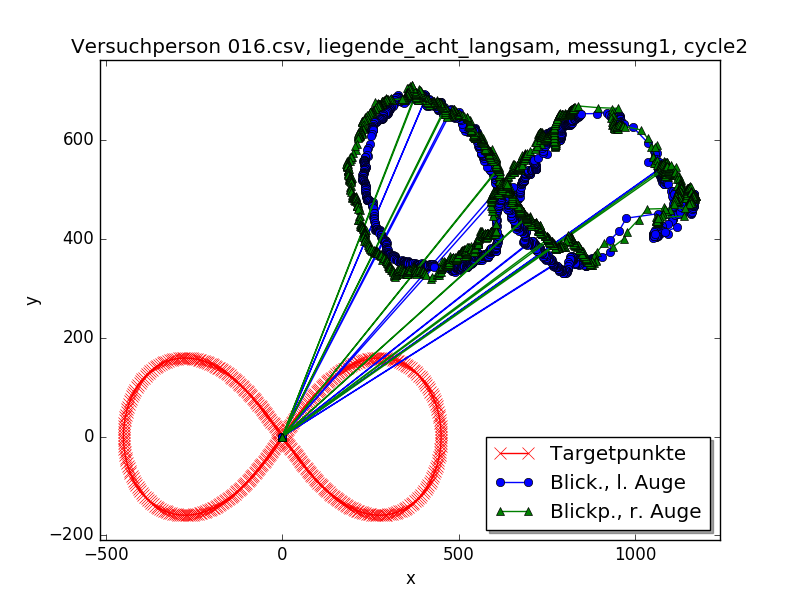 Versuchperson 016.csv, liegende_acht_langsam, messung1, cycle2
600
400
200
0
−200
y
−500
0
500
1000
x
Targetpunkte
Blick., l. Auge
Blickp., r. Auge